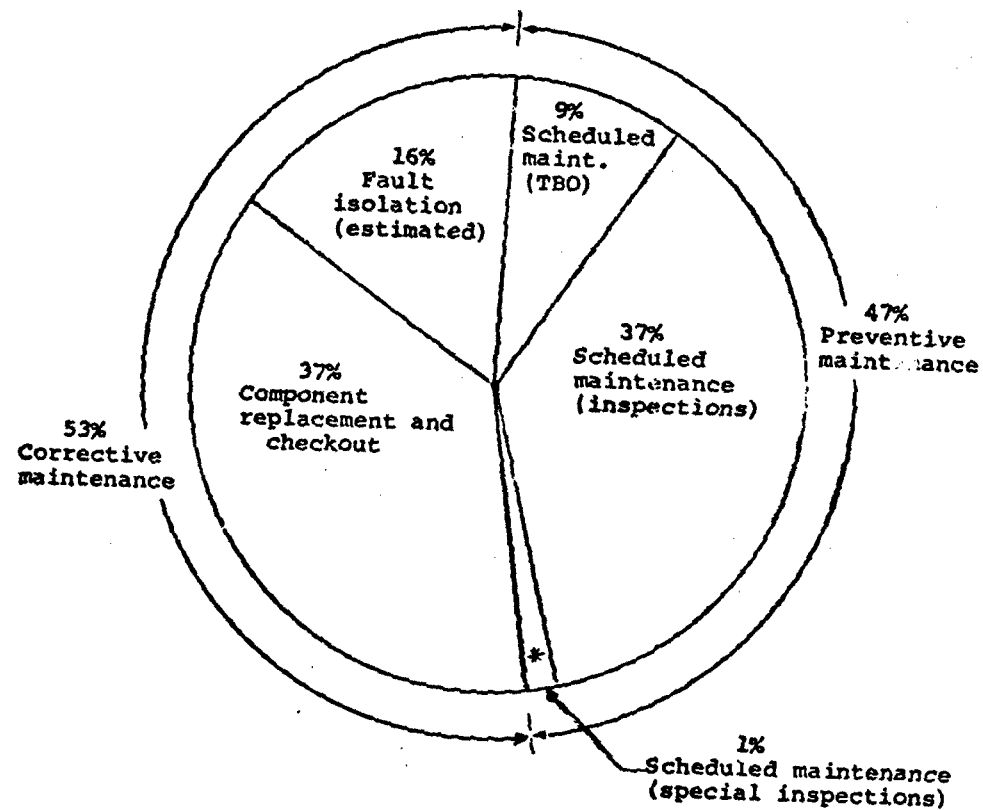 9%
Scheduled
maint.
(TBO)
16%
Fault
isolation
(estimated)
47%
Preventive
37%
Scheduled
maintenance
(inspections)
37%
Component
replacement and
checkout
53%
Corrective
maintenance
*
1%
Scheduled maintenance
(special inspections)